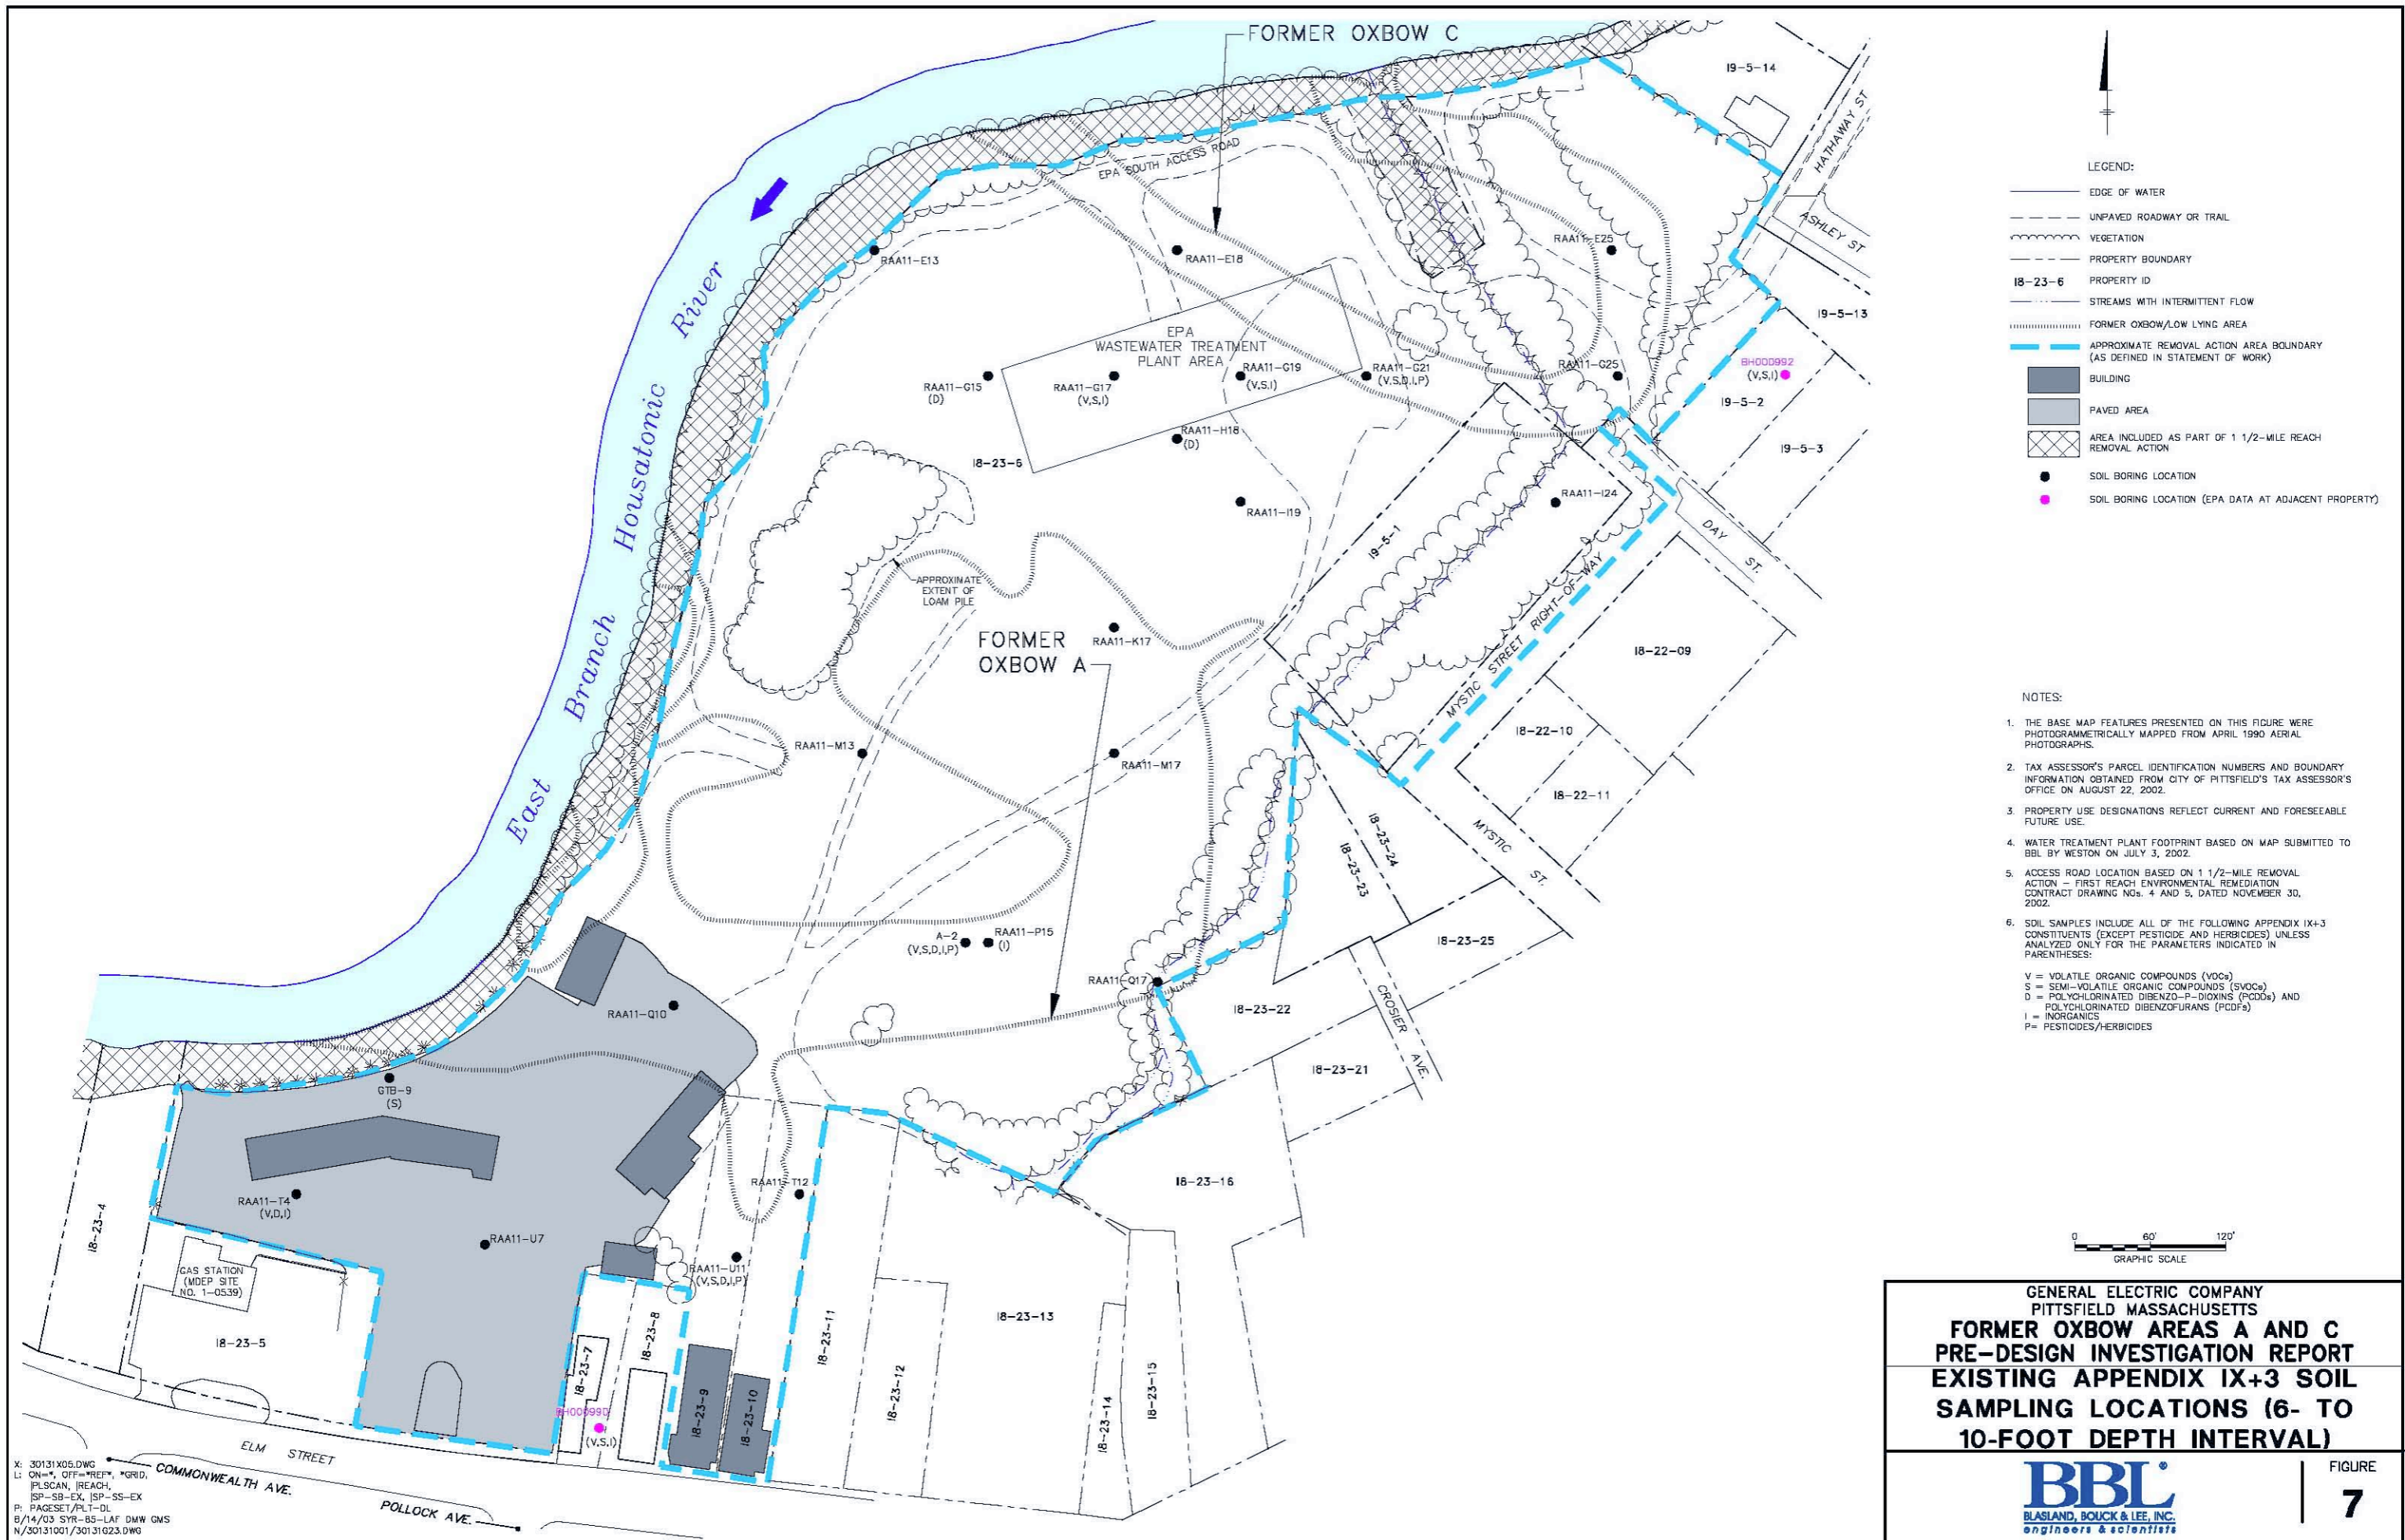 FORMER OXBOW C
19-5-14
HATHAWAY ST
ASHLEY ST
EPA SOUTH ACCESS ROAD
RAA11-E13
RAA11-E18
RAA11-E25
19-5-13
East Branch Housatonic River
EPA
WASTEWATER TREATMENT
PLANT AREA
RAA11-G15
(D)
RAA11-G17
(V,S,I)
RAA11-G19
(V,S,I)
RAA11-G21
(V,S,D,I,P)
RAA11-G25
BH000992
(V,S,I)
19-5-2
RAA11-H18
(D)
18-23-6
19-5-3
RAA11-I19
RAA11-I24
19-5-1
DAY ST.
APPROXIMATE
EXTENT OF
LOAM PILE
MYSTIC STREET RIGHT-OF-WAY
FORMER
OXBOW A
RAA11-K17
18-22-09
RAA11-M13
RAA11-M17
18-22-10
18-22-11
MYSTIC ST.
18-23-24
18-23-23
A-2
(V,S,D,I,P)
RAA11-P15
(I)
18-23-25
RAA11-Q17
RAA11-Q10
18-23-22
CROSIER AVE.
18-23-21
GTB-9
(S)
RAA11-T4
(V,D,I)
RAA11-T12
18-23-16
18-23-4
RAA11-U7
RAA11-U11
(V,S,D,I,P)
GAS STATION
(MDEP SITE
NO. 1-0539)
18-23-5
18-23-7
18-23-8
18-23-9
18-23-10
18-23-11
18-23-12
18-23-13
18-23-14
18-23-15
BH000990
(V,S,I)
ELM STREET
COMMONWEALTH AVE.
POLLOCK AVE.
X: 30131X05.DWG
L: ON=*, OFF=*REF*, *GRID,
|PLSCAN, |REACH,
|SP-SB-EX, |SP-SS-EX
P: PAGESET/PLT-DL
8/14/03 SYR-85-LAF DMW GMS
N/30131001/30131G23.DWG
LEGEND:
EDGE OF WATER
UNPAVED ROADWAY OR TRAIL
VEGETATION
PROPERTY BOUNDARY
18-23-6 PROPERTY ID
STREAMS WITH INTERMITTENT FLOW
FORMER OXBOW/LOW LYING AREA
APPROXIMATE REMOVAL ACTION AREA BOUNDARY
(AS DEFINED IN STATEMENT OF WORK)
BUILDING
PAVED AREA
AREA INCLUDED AS PART OF 1 1/2-MILE REACH
REMOVAL ACTION
SOIL BORING LOCATION
SOIL BORING LOCATION (EPA DATA AT ADJACENT PROPERTY)
NOTES:
1. THE BASE MAP FEATURES PRESENTED ON THIS FIGURE WERE
PHOTOGRAMMETRICALLY MAPPED FROM APRIL 1990 AERIAL
PHOTOGRAPHS.
2. TAX ASSESSOR'S PARCEL IDENTIFICATION NUMBERS AND BOUNDARY
INFORMATION OBTAINED FROM CITY OF PITTSFIELD'S TAX ASSESSOR'S
OFFICE ON AUGUST 22, 2002.
3. PROPERTY USE DESIGNATIONS REFLECT CURRENT AND FORESEEABLE
FUTURE USE.
4. WATER TREATMENT PLANT FOOTPRINT BASED ON MAP SUBMITTED TO
BBL BY WESTON ON JULY 3, 2002.
5. ACCESS ROAD LOCATION BASED ON 1 1/2-MILE REMOVAL
ACTION - FIRST REACH ENVIRONMENTAL REMEDIATION
CONTRACT DRAWING NOs. 4 AND 5, DATED NOVEMBER 30,
2002.
6. SOIL SAMPLES INCLUDE ALL OF THE FOLLOWING APPENDIX IX+3
CONSTITUENTS (EXCEPT PESTICIDE AND HERBICIDES) UNLESS
ANALYZED ONLY FOR THE PARAMETERS INDICATED IN
PARENTHESES:
V = VOLATILE ORGANIC COMPOUNDS (VOCs)
S = SEMI-VOLATILE ORGANIC COMPOUNDS (SVOCs)
D = POLYCHLORINATED DIBENZO-P-DIOXINS (PCDDs) AND
POLYCHLORINATED DIBENZOFURANS (PCDFs)
I = INORGANICS
P= PESTICIDES/HERBICIDES
0 60' 120'
GRAPHIC SCALE
GENERAL ELECTRIC COMPANY
PITTSFIELD MASSACHUSETTS
FORMER OXBOW AREAS A AND C
PRE-DESIGN INVESTIGATION REPORT
EXISTING APPENDIX IX+3 SOIL
SAMPLING LOCATIONS (6- TO
10-FOOT DEPTH INTERVAL)
BBL
BLASLAND, BOUCK & LEE, INC.
engineers & scientists
FIGURE
7